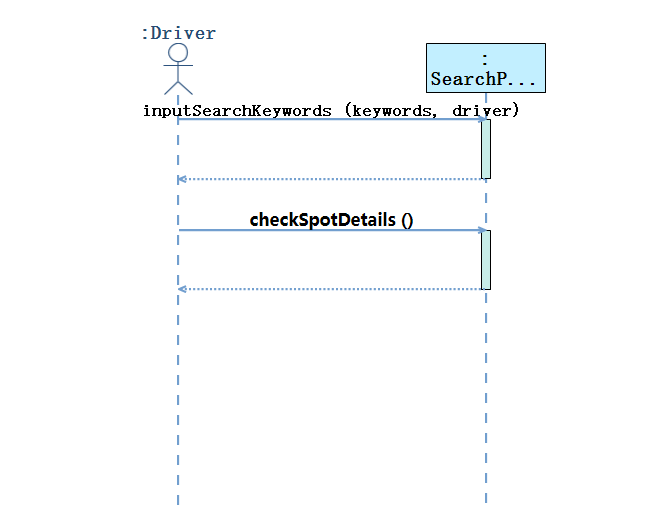 :Driver
:
SearchP...
inputSearchKeywords (keywords, driver)
checkSpotDetails ()